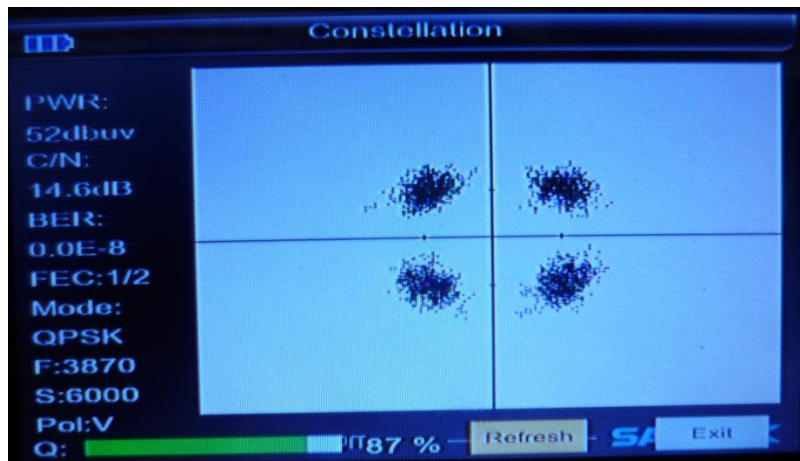 Constellation
PWR:
52dbuv
C/N:
14.6dB
BER:
0.0E-8
FEC:1/2
Mode:
QPSK
F:3870
S:6000
Pol:V
Q: 87 % Refresh Exit